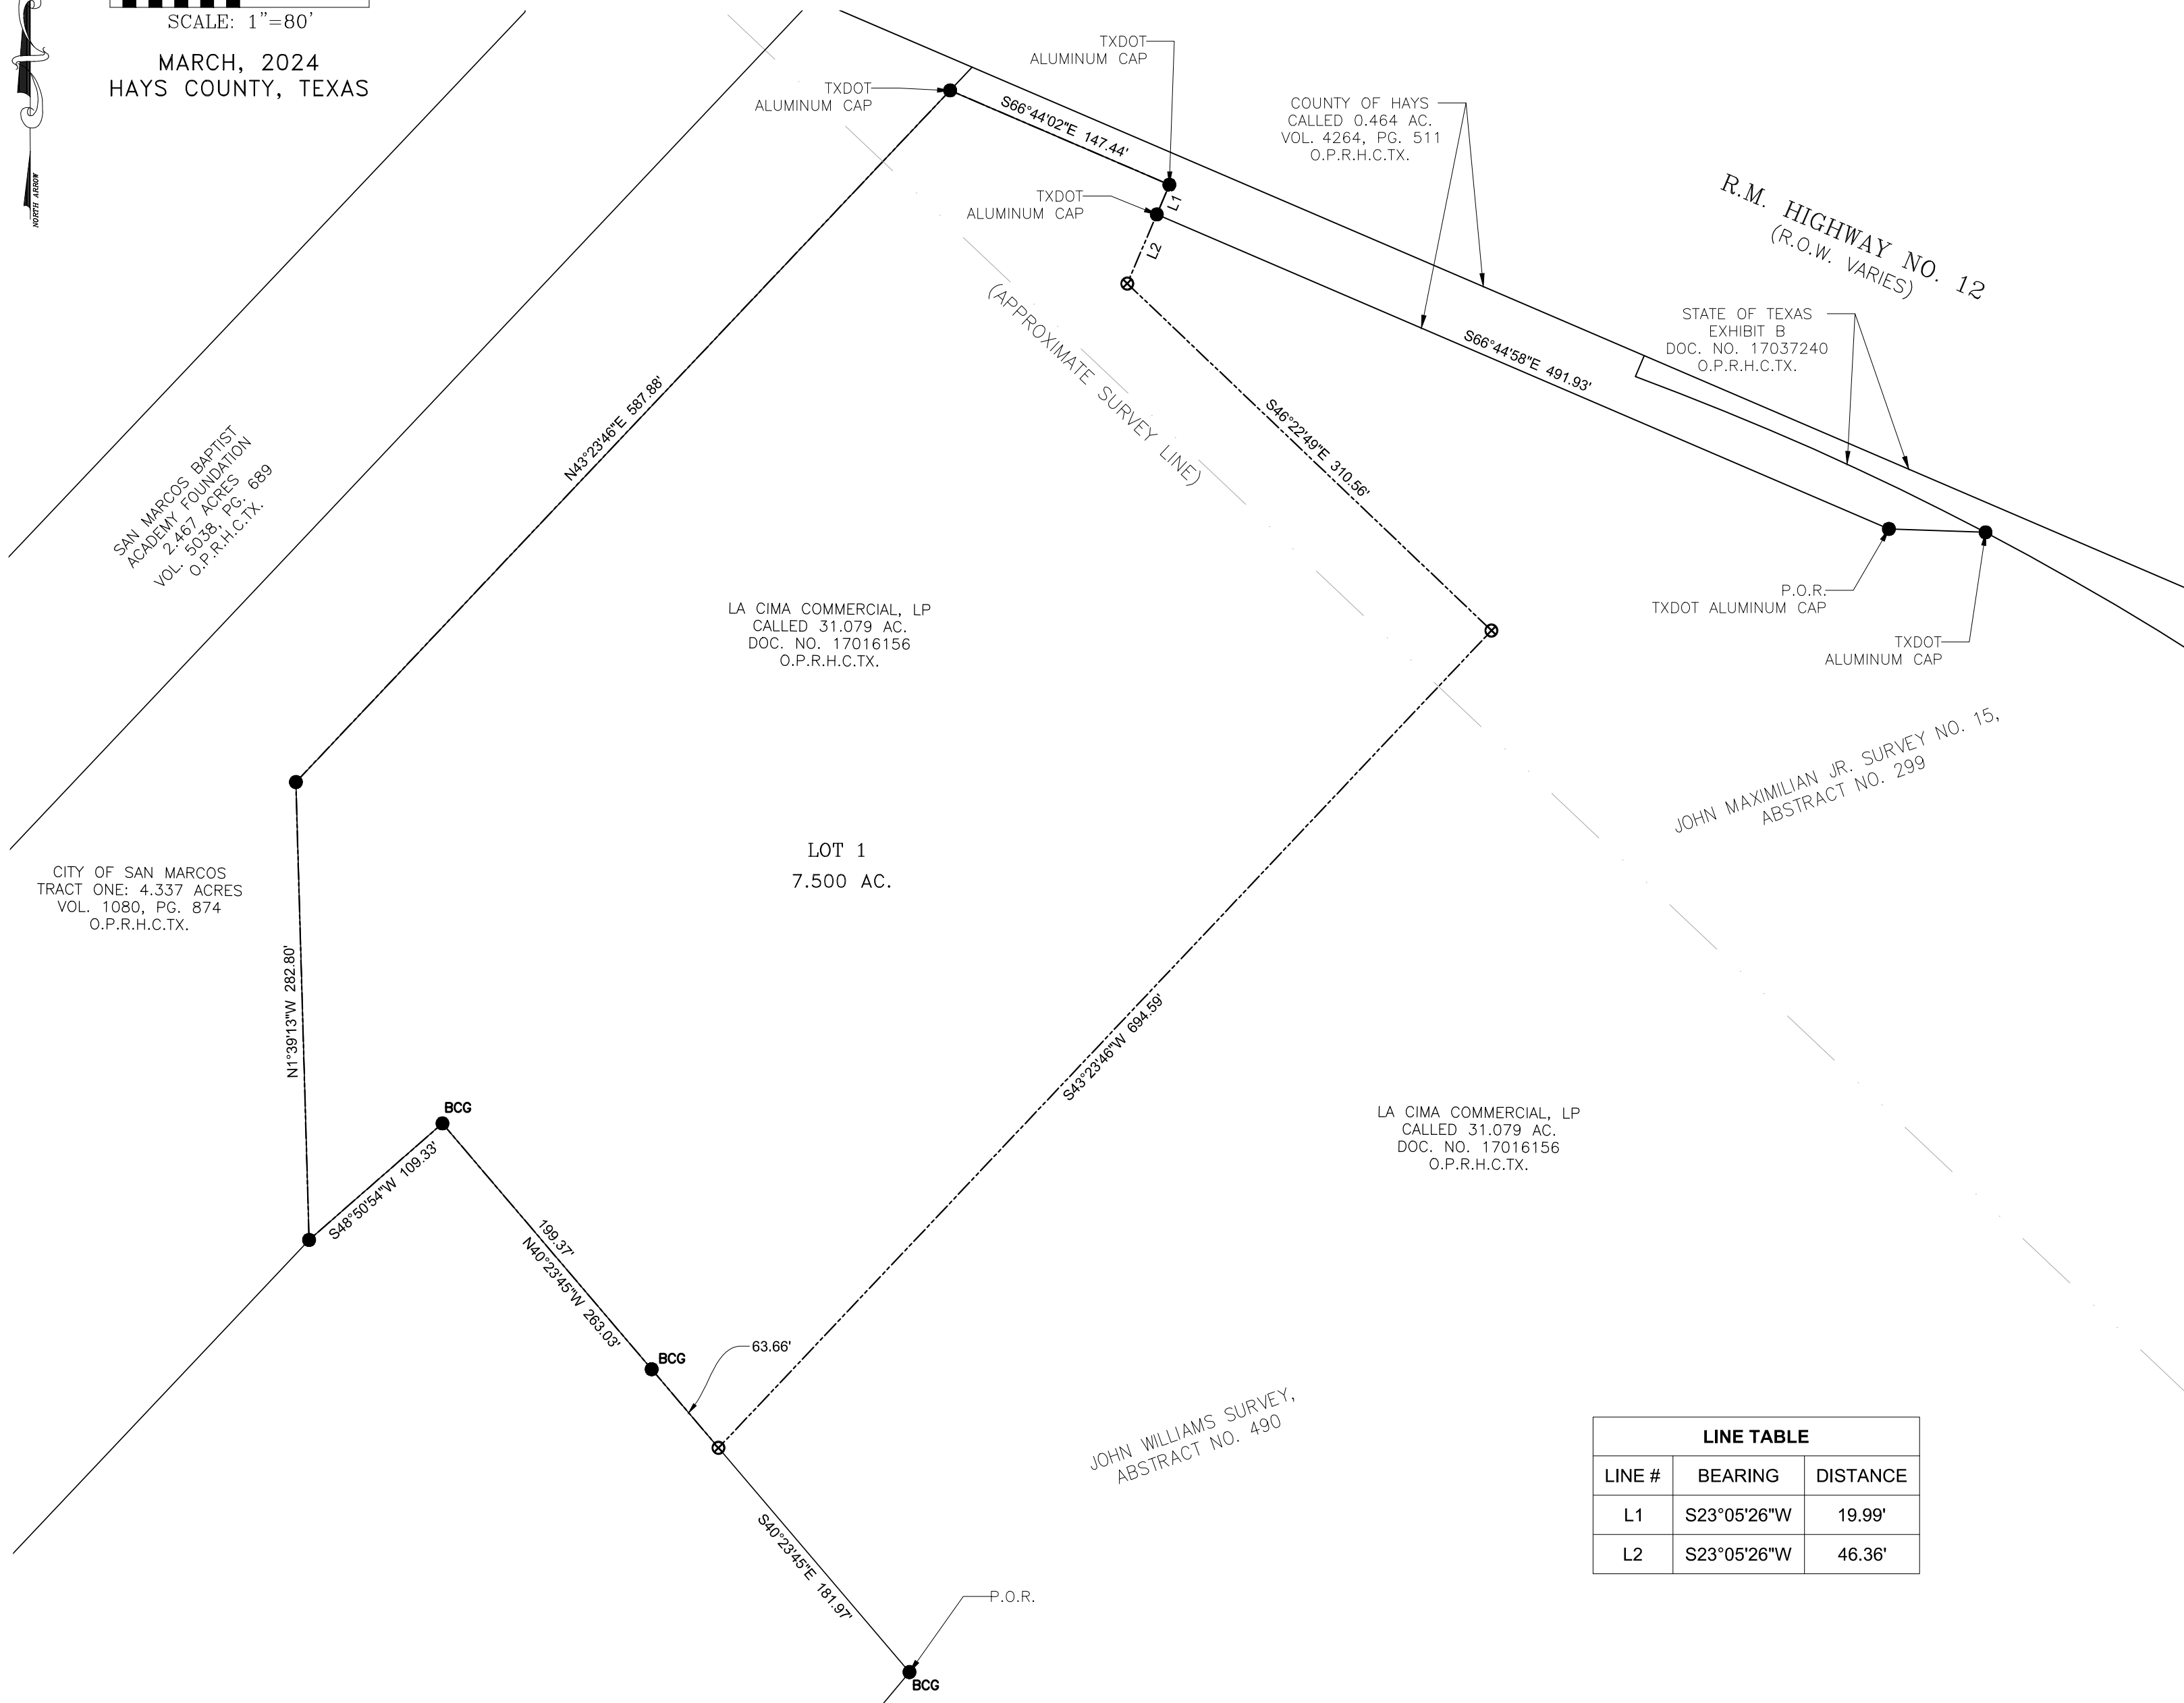 SCALE: 1"=80'
MARCH, 2024
HAYS COUNTY, TEXAS
NORTH ARROW
TXDOT
ALUMINUM CAP
TXDOT
ALUMINUM CAP
S66°44'02"E 147.44'
TXDOT
ALUMINUM CAP
L1
L2
COUNTY OF HAYS
CALLED 0.464 AC.
VOL. 4264, PG. 511
O.P.R.H.C.TX.
R.M. HIGHWAY NO. 12
(R.O.W. VARIES)
STATE OF TEXAS
EXHIBIT B
DOC. NO. 17037240
O.P.R.H.C.TX.
S66°44'58"E 491.93'
(APPROXIMATE SURVEY LINE)
S46°22'49"E 310.56'
N43°23'46"E 587.88'
SAN MARCOS BAPTIST
ACADEMY FOUNDATION
2.467 ACRES
VOL. 5038, PG. 689
O.P.R.H.C.TX.
P.O.R.
TXDOT ALUMINUM CAP
TXDOT
ALUMINUM CAP
LA CIMA COMMERCIAL, LP
CALLED 31.079 AC.
DOC. NO. 17016156
O.P.R.H.C.TX.
JOHN MAXIMILIAN JR. SURVEY NO. 15,
ABSTRACT NO. 299
LOT 1
7.500 AC.
CITY OF SAN MARCOS
TRACT ONE: 4.337 ACRES
VOL. 1080, PG. 874
O.P.R.H.C.TX.
N1°39'13"W 282.80'
S43°23'46"W 694.59'
BCG
S48°50'54"W 109.33'
LA CIMA COMMERCIAL, LP
CALLED 31.079 AC.
DOC. NO. 17016156
O.P.R.H.C.TX.
199.37'
N40°23'45"W 263.03'
BCG
63.66'
JOHN WILLIAMS SURVEY,
ABSTRACT NO. 490
S40°23'45"E 181.97'
P.O.R.
BCG
LINE TABLE
LINE # BEARING DISTANCE
L1 S23°05'26"W 19.99'
L2 S23°05'26"W 46.36'